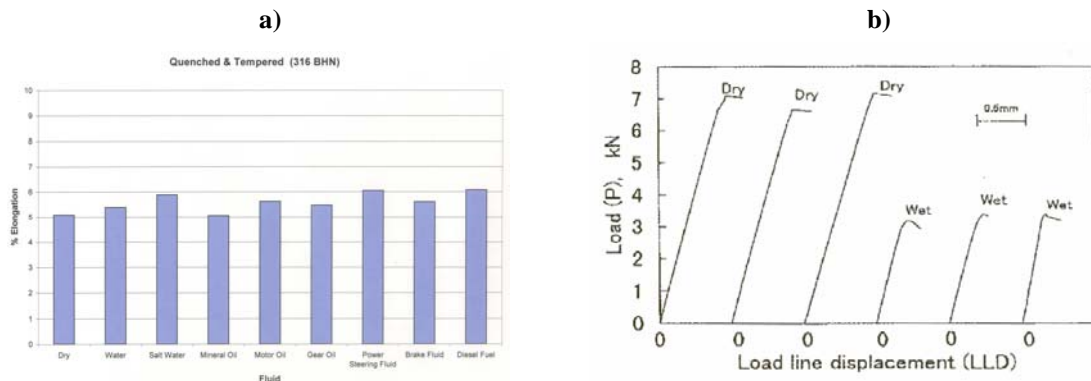 a)
Quenched & Tempered (316 BHN)
% Elongation
10
9
8
7
6
5
4
3
2
1
0
Dry Water Salt Water Mineral Oil Motor Oil Gear Oil Power Steering Fluid Brake Fluid Diesel Fuel
Fluid
b)
Load (P), kN
8
7
6
5
4
3
2
1
0
Dry Dry Dry
0.5mm
Wet Wet Wet
0 0 0 0 0 0
Load line displacement (LLD)